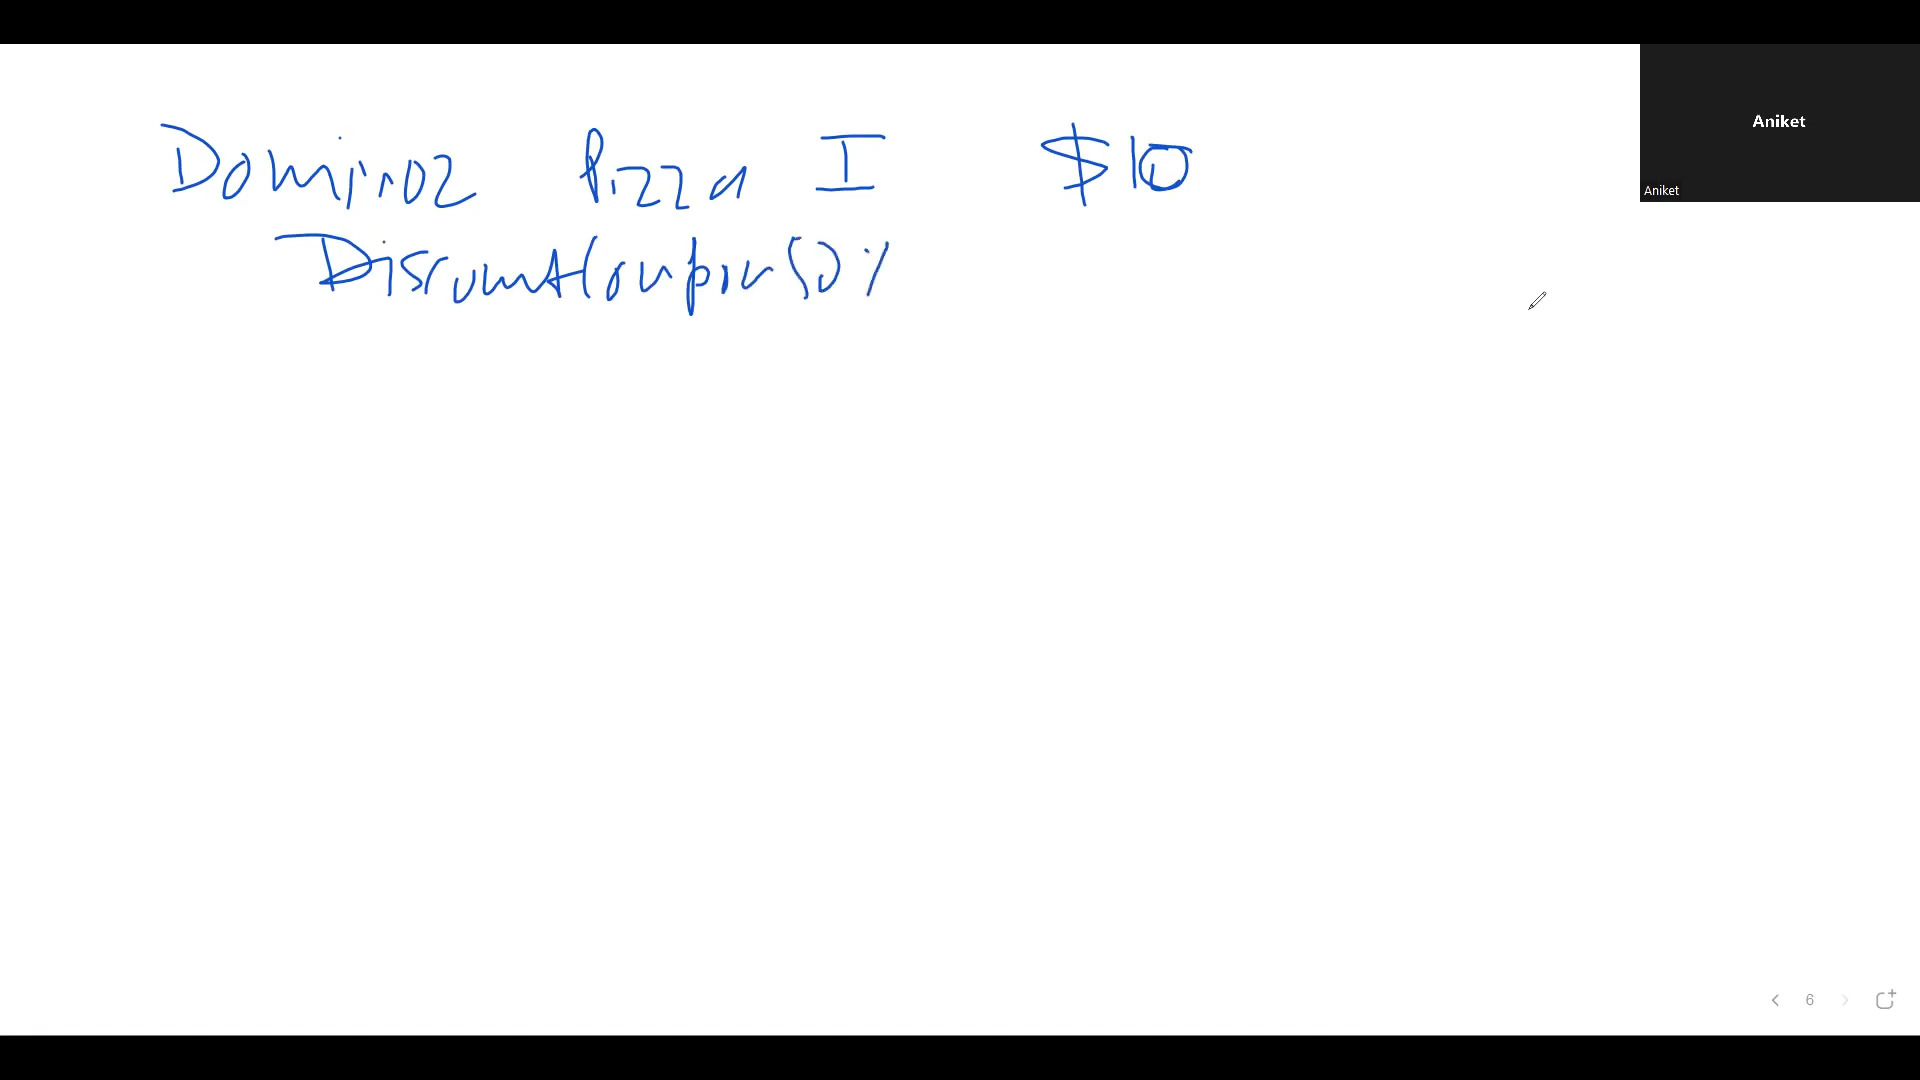 Dominoz Pizza I $10
Discount Coupon 50%
Aniket
Aniket
6